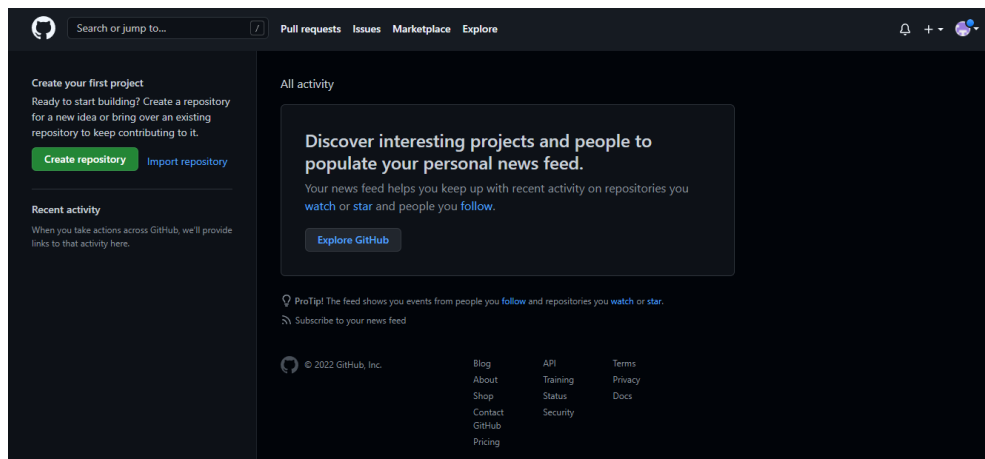 Search or jump to... /
Pull requests Issues Marketplace Explore
Create your first project
Ready to start building? Create a repository
for a new idea or bring over an existing
repository to keep contributing to it.
Create repository Import repository
Recent activity
When you take actions across GitHub, we'll provide
links to that activity here.
All activity
Discover interesting projects and people to
populate your personal news feed.
Your news feed helps you keep up with recent activity on repositories you
watch or star and people you follow.
Explore GitHub
ProTip! The feed shows you events from people you follow and repositories you watch or star.
Subscribe to your news feed
© 2022 GitHub, Inc.
Blog
About
Shop
Contact
GitHub
Pricing
API
Training
Status
Security
Terms
Privacy
Docs